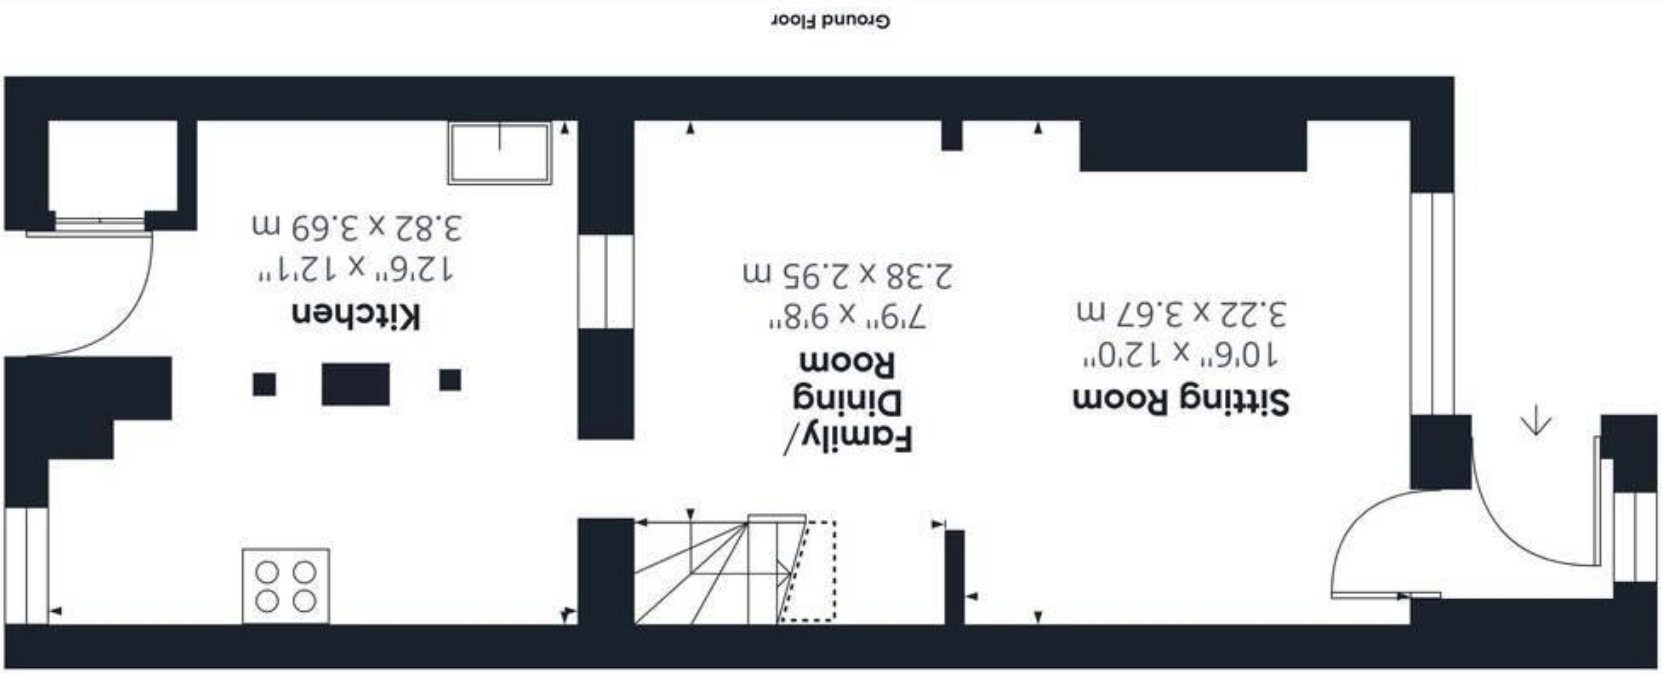 Sitting Room
10'6" x 12'0"
3.22 x 3.67 m
Family/
Dining
Room
7'9" x 9'8"
2.38 x 2.95 m
Kitchen
12'6" x 12'1"
3.82 x 3.69 m
Ground Floor